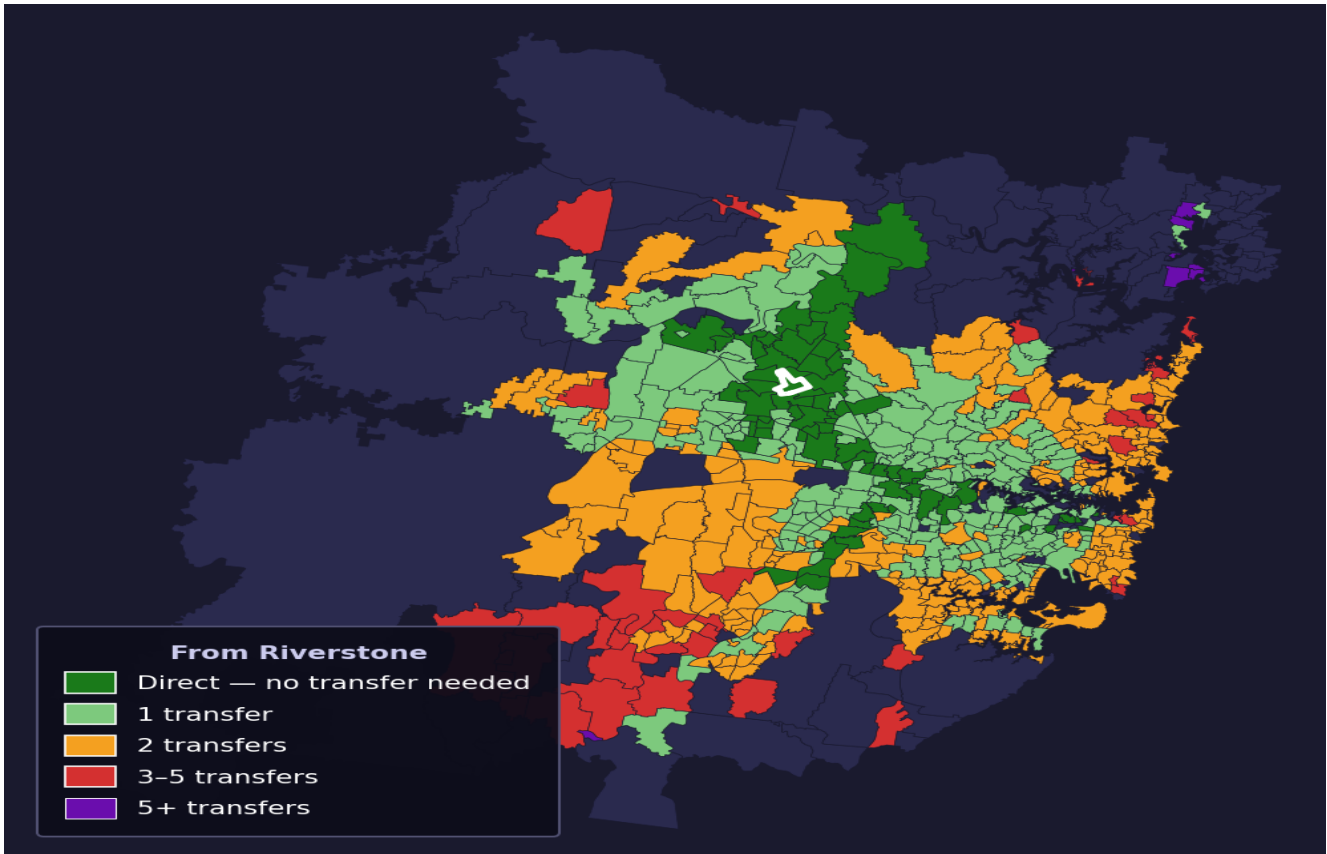 From Riverstone
Direct — no transfer needed
1 transfer
2 transfers
3–5 transfers
5+ transfers